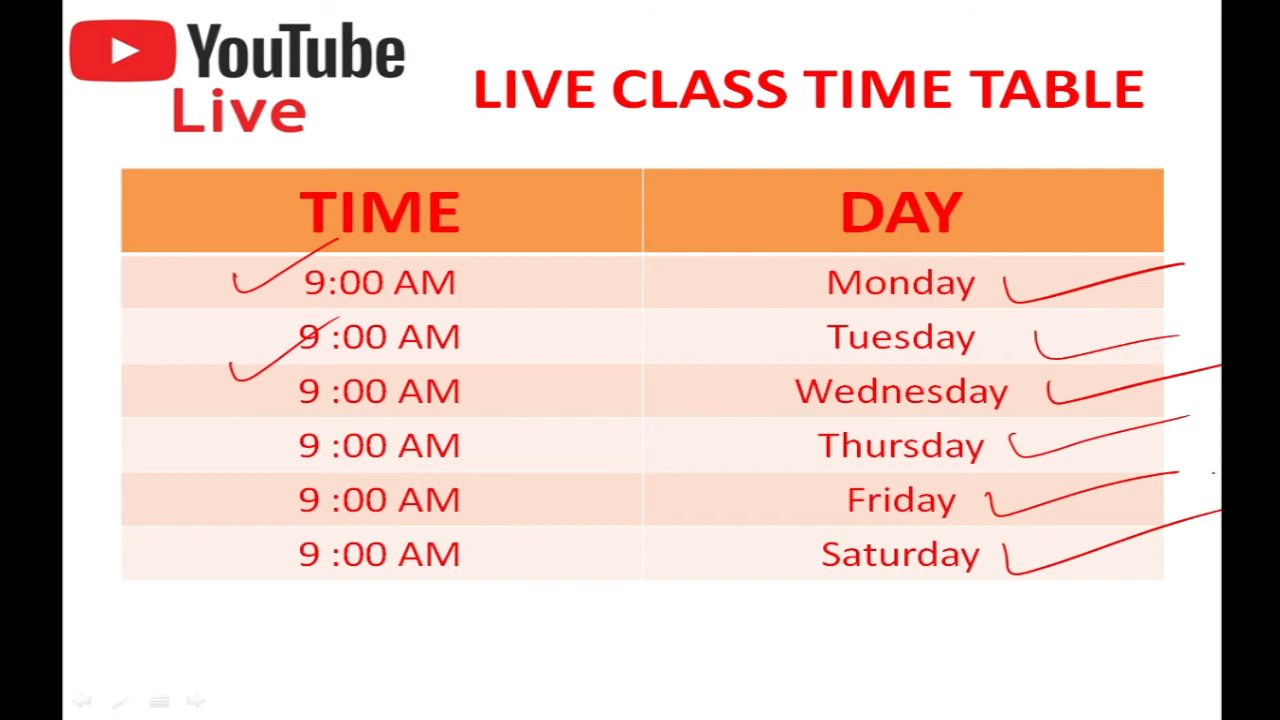 YouTube
Live
LIVE CLASS TIME TABLE
TIME DAY
9:00 AM Monday
9 :00 AM Tuesday
9 :00 AM Wednesday
9 :00 AM Thursday
9 :00 AM Friday
9 :00 AM Saturday